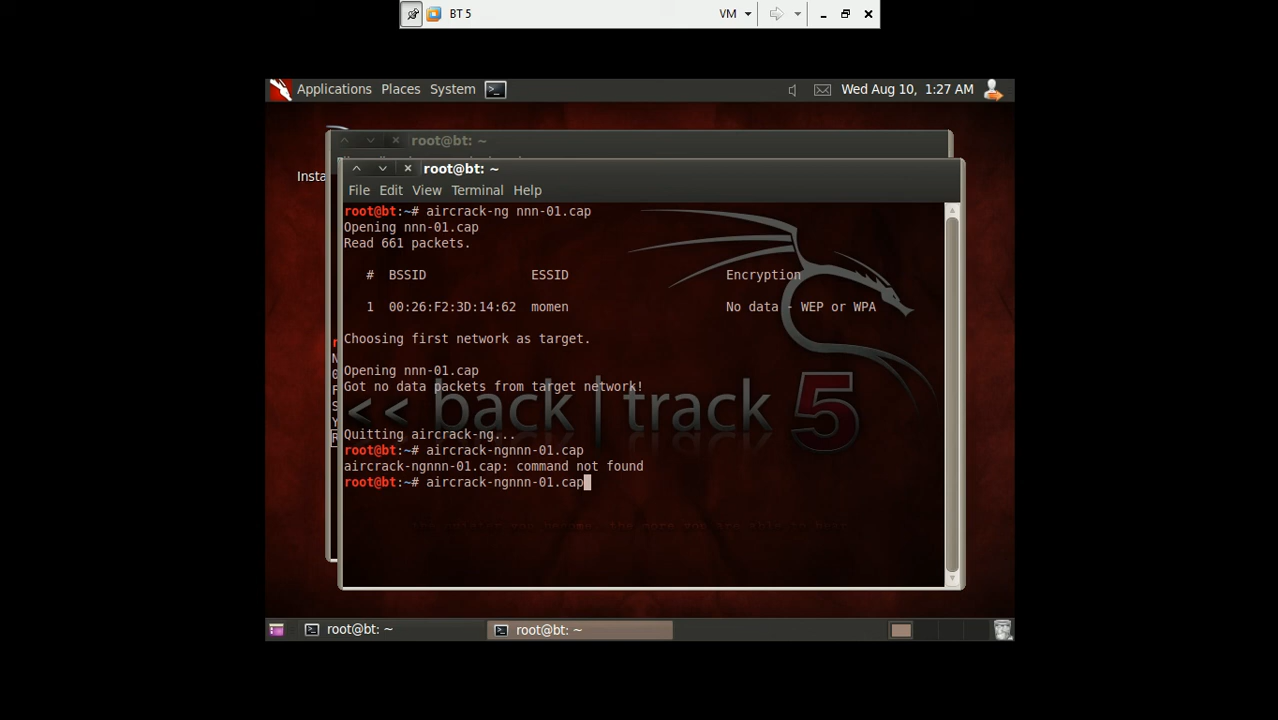 BT 5
VM
Applications Places System
Wed Aug 10, 1:27 AM
root@bt: ~
Insta
root@bt: ~
File Edit View Terminal Help
root@bt:~# aircrack-ng nnn-01.cap
Opening nnn-01.cap
Read 661 packets.
# BSSID ESSID Encryption
1 00:26:F2:3D:14:62 momen No data - WEP or WPA
Choosing first network as target.
Opening nnn-01.cap
Got no data packets from target network!
<< back | track 5
Quitting aircrack-ng...
root@bt:~# aircrack-ngnnn-01.cap
aircrack-ngnnn-01.cap: command not found
root@bt:~# aircrack-ngnnn-01.cap
root@bt: ~
root@bt: ~